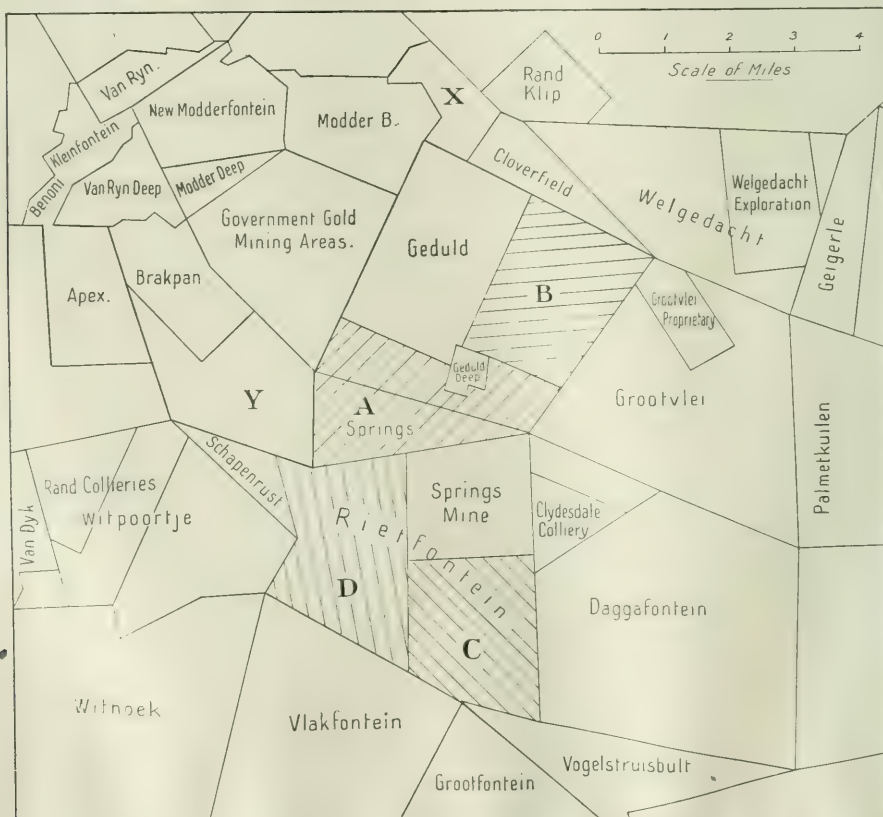 0 1 2 3 4
Scale of Miles
Van Ryn.
X
Rand
Klip
New Modderfontein
Modder B.
Kleinfontein
Benoni
Van Ryn Deep
Modder Deep
Cloverfield
Welgedacht
Welgedacht
Exploration
Geigerle
Government Gold
Mining Areas.
Geduld
B
Apex.
Brakpan
Grootvlei
Proprietary
Geduld
Deep
Y
A
Springs
Grootvlei
Palmetkuilen
Schapenrust
Van Dyk
Rand Collieries
Witpoortje
Rietfontein
Springs
Mine
Clydesdale
Colliery
D
C
Daggafontein
Withoek
Vlakfontein
Grootfontein
Vogelstruisbult